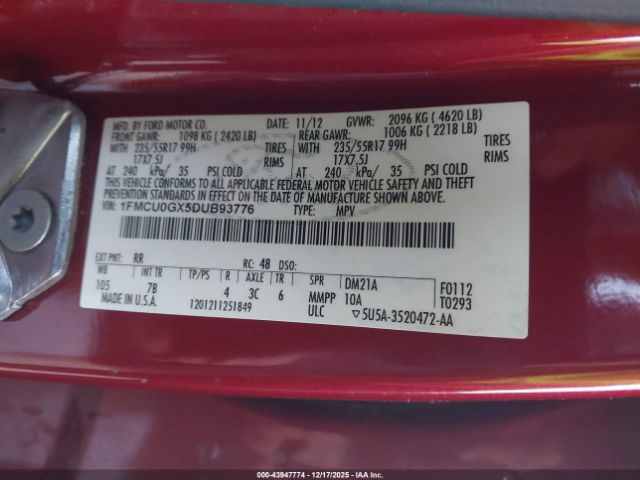 MFD. BY FORD MOTOR CO. 11/12 GVWR: 2096 KG ( 4620 LB)
FRONT GAWR: 1098 KG ( 2420 LB) REAR GAWR: 1006 KG ( 2218 LB)
WITH 235/55R17 99H TIRES WITH 235/55R17 99H TIRES
17X7.5J RIMS 17X7.5J RIMS
AT 240 kPa/ 35 PSI COLD AT 240 kPa/ 35 PSI COLD
THIS VEHICLE CONFORMS TO ALL APPLICABLE FEDERAL MOTOR VEHICLE SAFETY AND THEFT
PREVENTION STANDARDS IN EFFECT ON THE DATE OF MANUFACTURE SHOWN ABOVE.
1FMCU0GX5DUB93776 TYPE: MPV
EXT PNT: RR RC: 48 DSO:
WB INT TR TP/PS R AXLE TR SPR DM21A F0112
105 7B 4 3C 6 MMPP 10A T0293
MADE IN U.S.A. 1201211251849 ULC ▽5U5A-3520472-AA
000-43947774 - 12/17/2025 - IAAI.CA